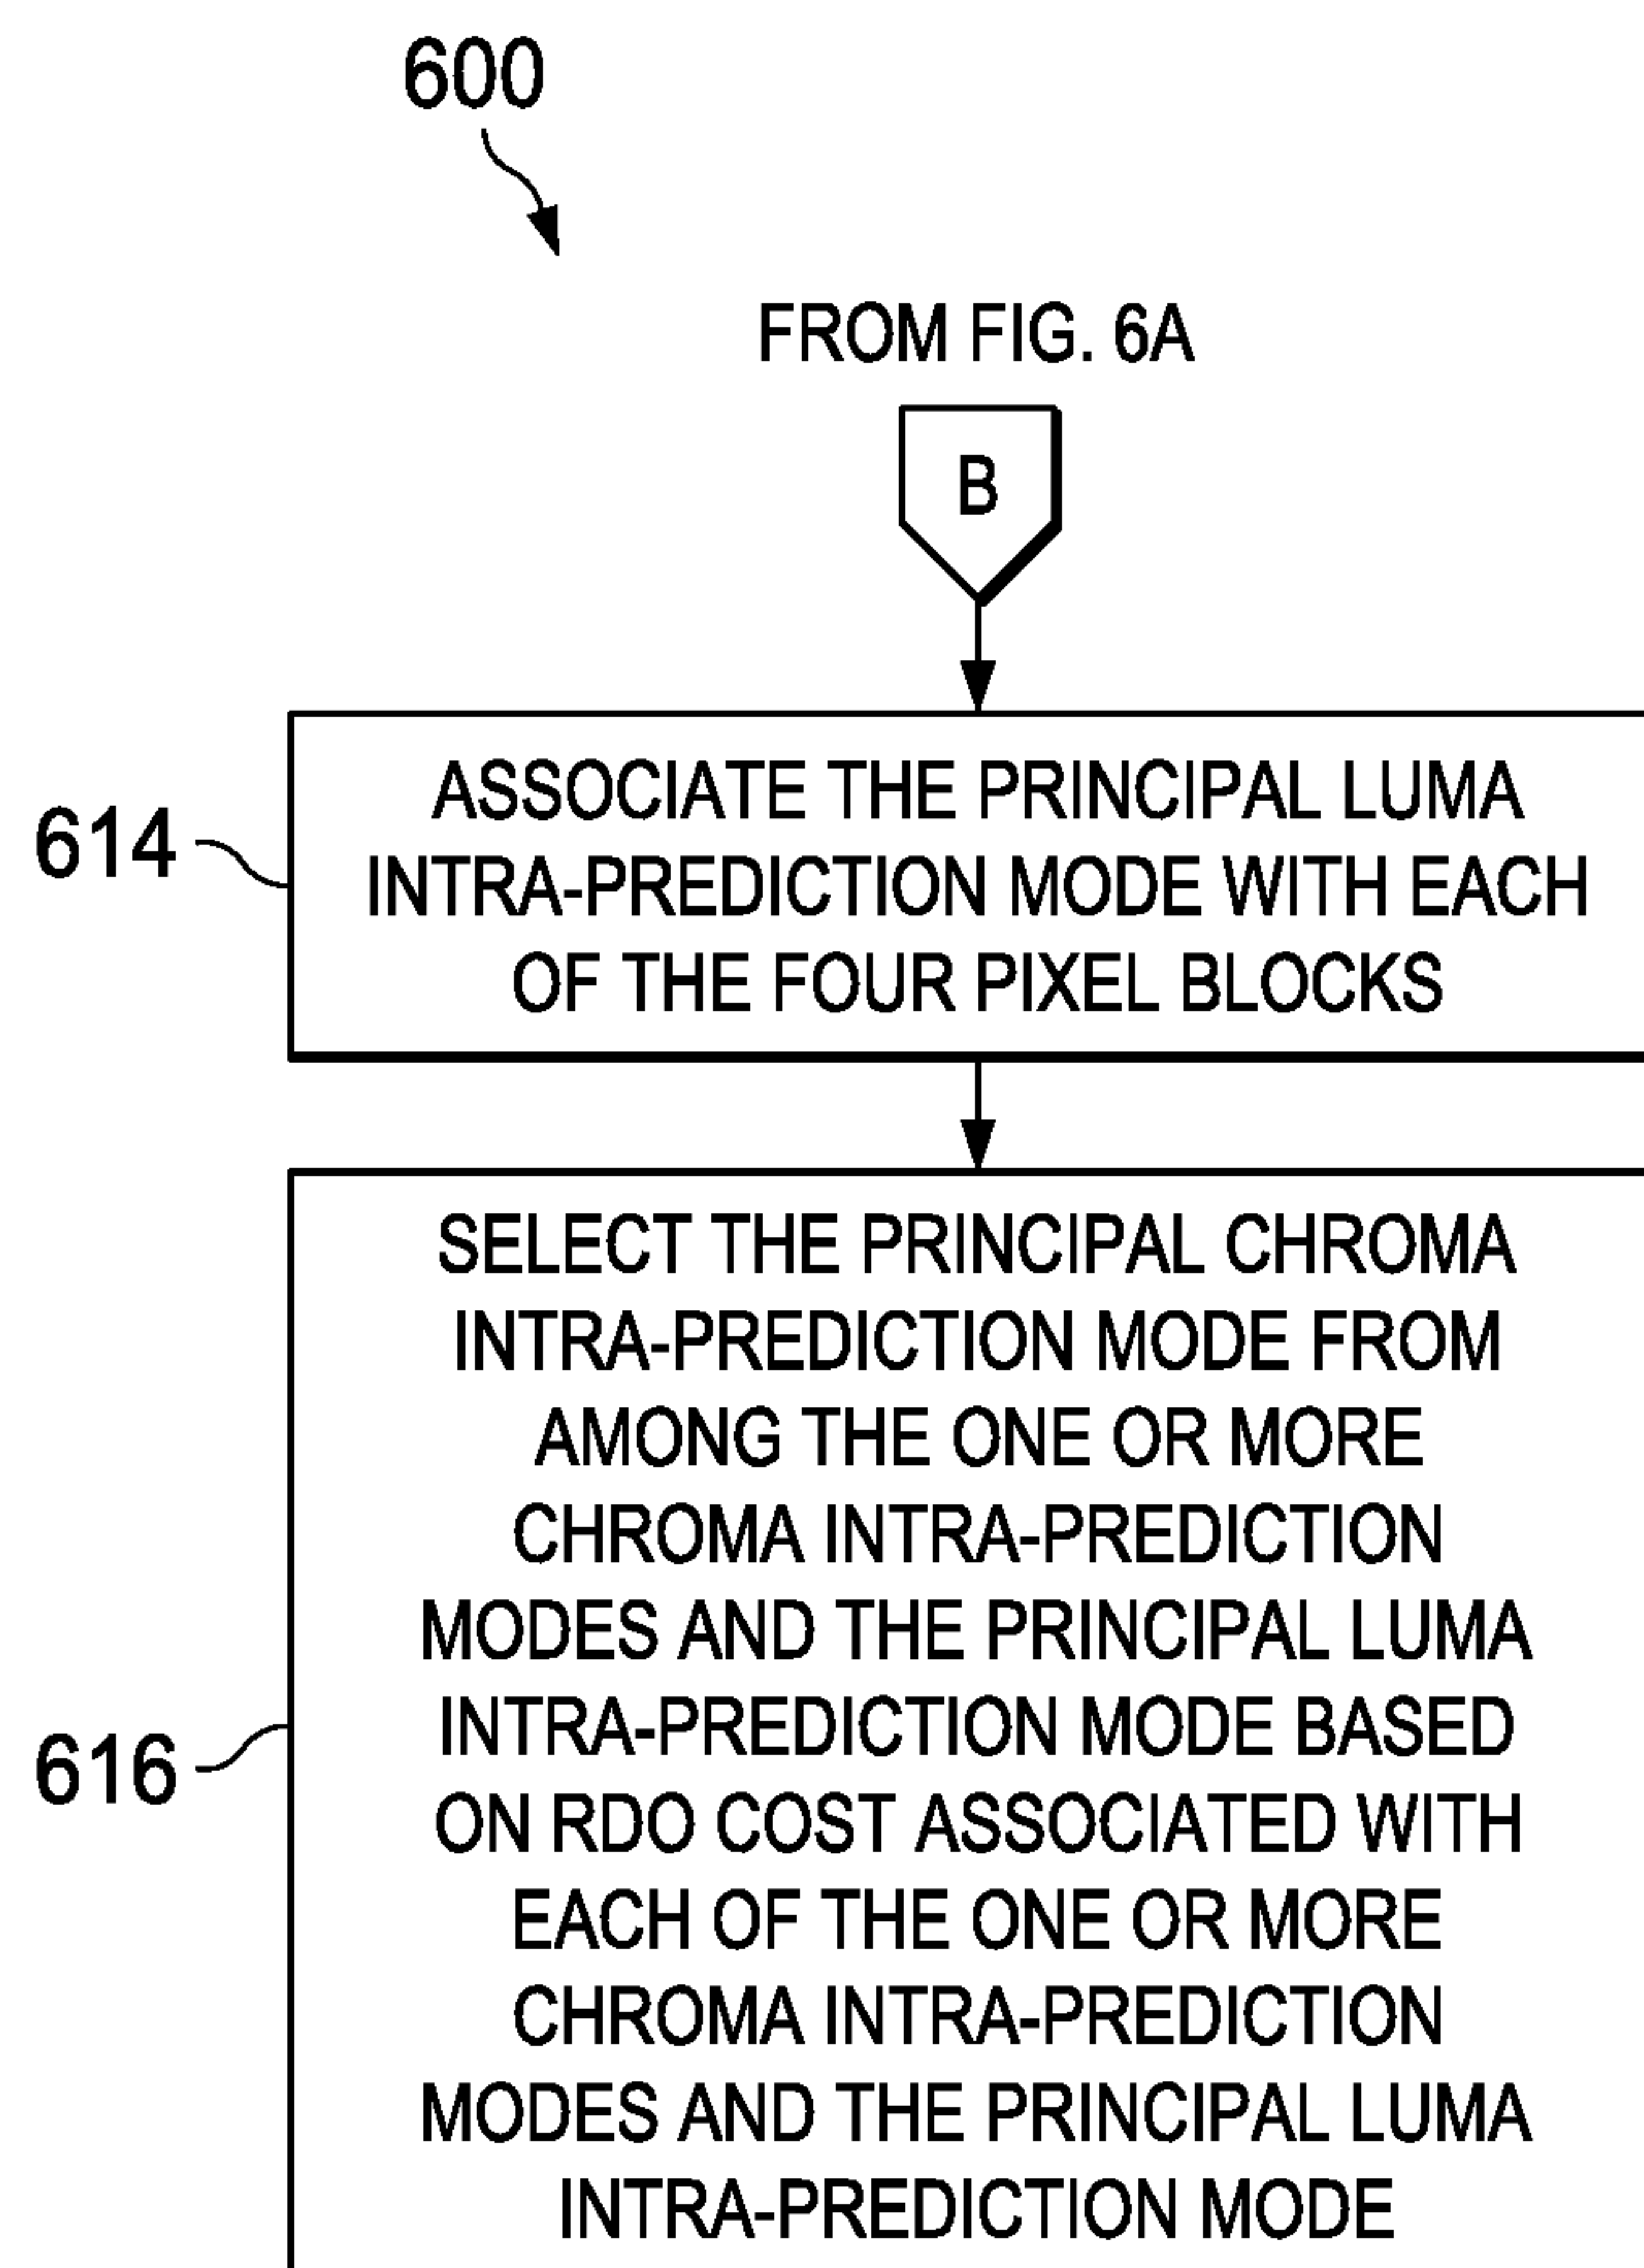 600
FROM FIG. 6A
B
614
ASSOCIATE THE PRINCIPAL LUMA
INTRA-PREDICTION MODE WITH EACH
OF THE FOUR PIXEL BLOCKS
616
SELECT THE PRINCIPAL CHROMA
INTRA-PREDICTION MODE FROM
AMONG THE ONE OR MORE
CHROMA INTRA-PREDICTION
MODES AND THE PRINCIPAL LUMA
INTRA-PREDICTION MODE BASED
ON RDO COST ASSOCIATED WITH
EACH OF THE ONE OR MORE
CHROMA INTRA-PREDICTION
MODES AND THE PRINCIPAL LUMA
INTRA-PREDICTION MODE